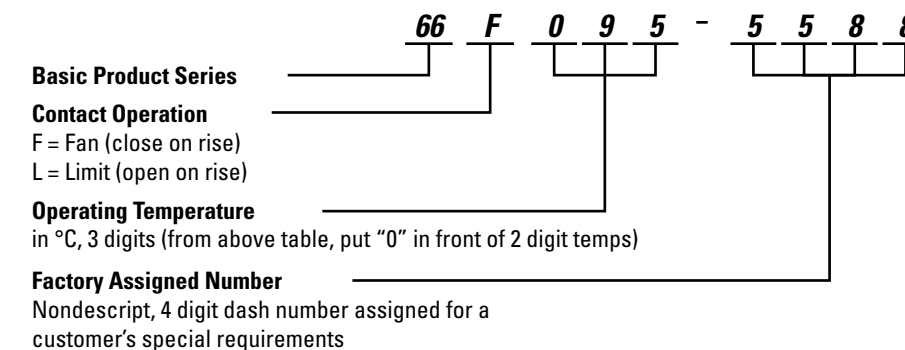 66 F 0 9 5 - 5 5 8 8
Basic Product Series
Contact Operation
F = Fan (close on rise)
L = Limit (open on rise)
Operating Temperature
in °C, 3 digits (from above table, put “0” in front of 2 digit temps)
Factory Assigned Number
Nondescript, 4 digit dash number assigned for a
customer’s special requirements